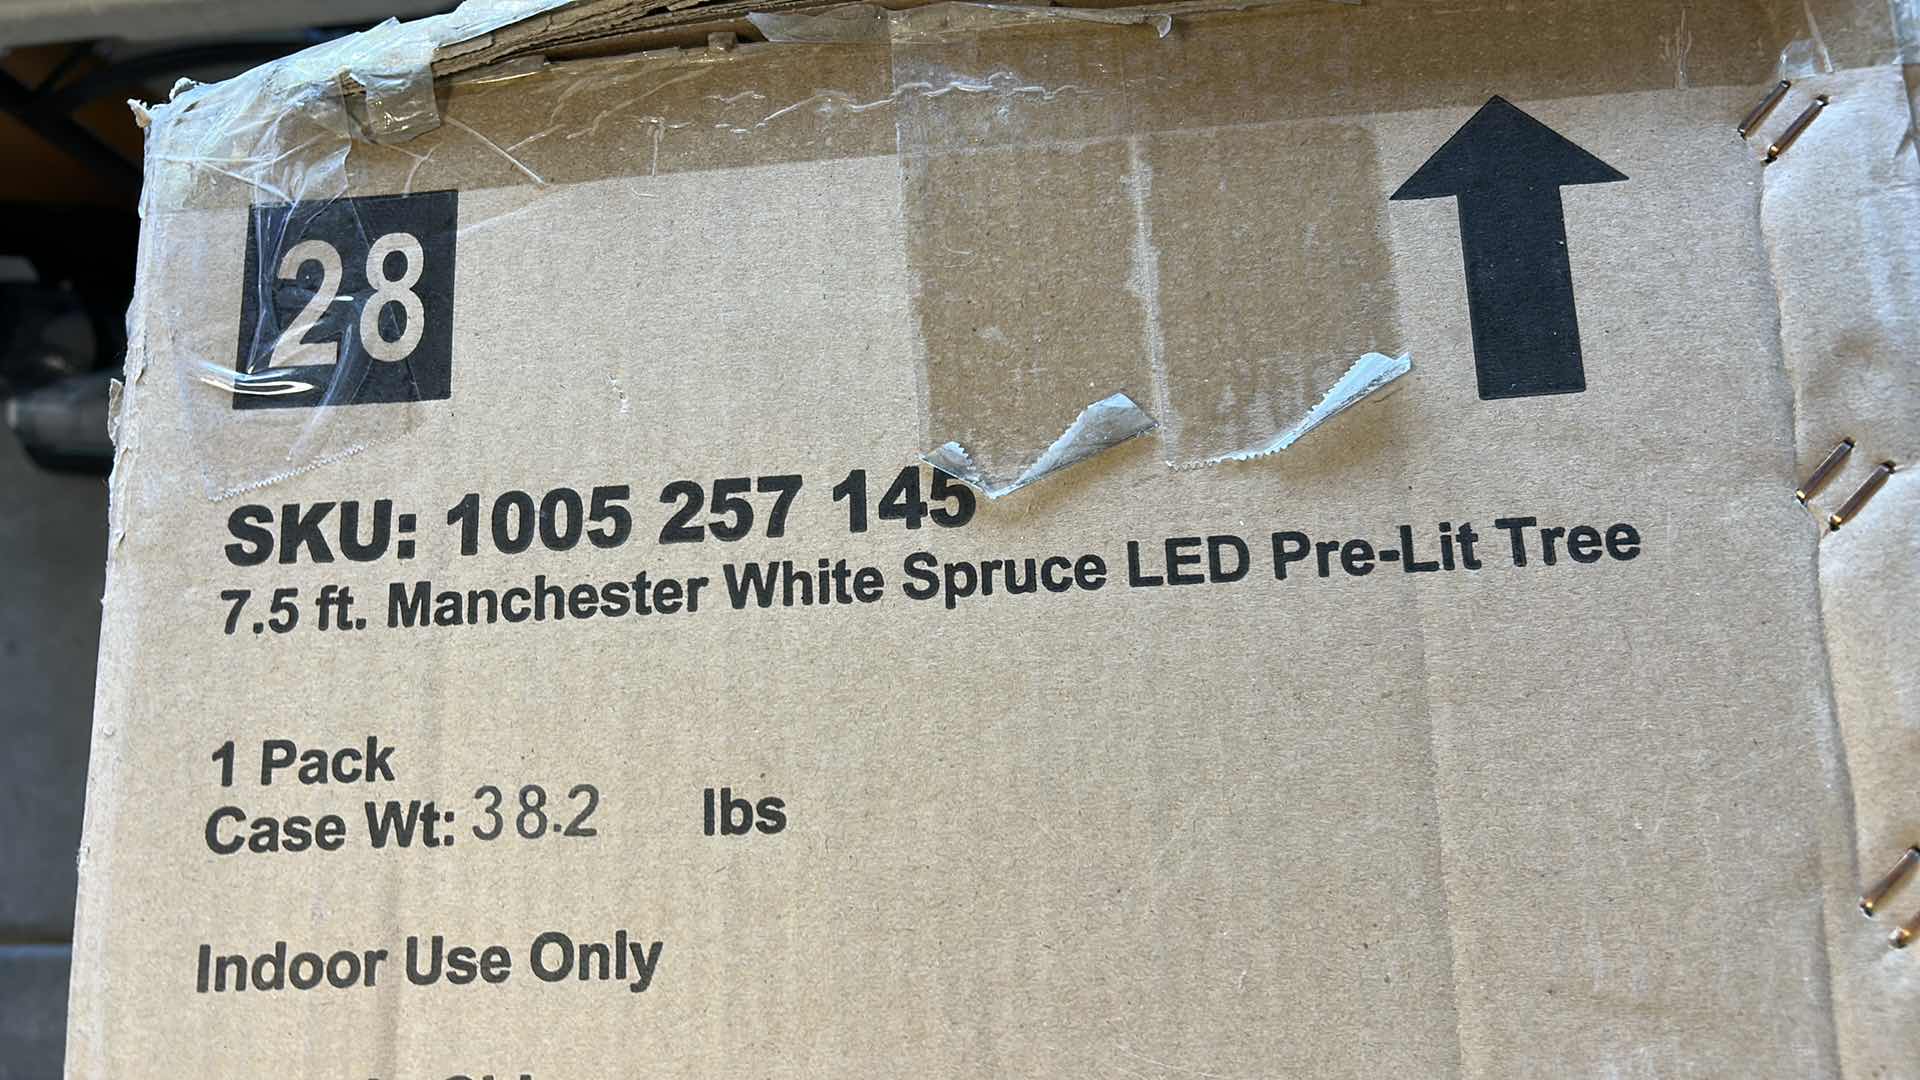 28
SKU: 1005 257 145
7.5 ft. Manchester White Spruce LED Pre-Lit Tree
1 Pack
Case Wt: 38.2 lbs
Indoor Use Only